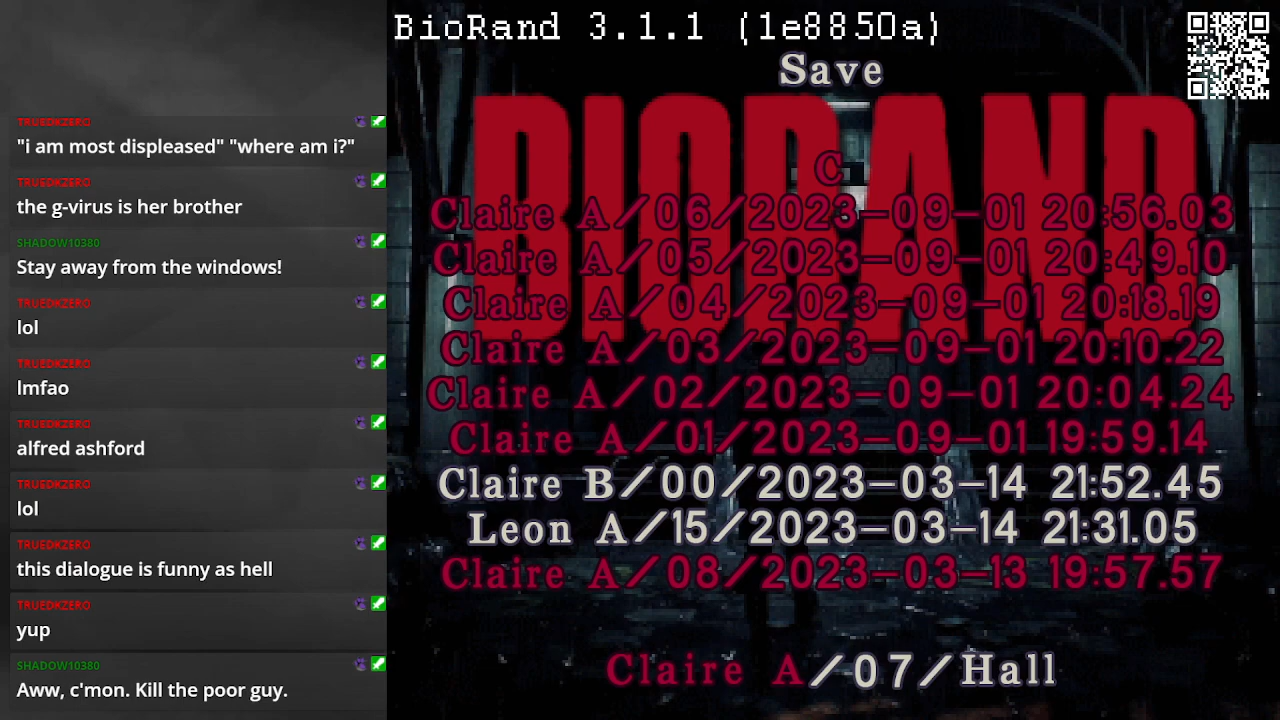 TRUEDKZERO
"i am most displeased" "where am i?"
TRUEDKZERO
the g-virus is her brother
SHADOW10380
Stay away from the windows!
TRUEDKZERO
lol
TRUEDKZERO
lmfao
TRUEDKZERO
alfred ashford
TRUEDKZERO
lol
TRUEDKZERO
this dialogue is funny as hell
TRUEDKZERO
yup
SHADOW10380
Aww, c'mon. Kill the poor guy.
BioRand 3.1.1 (1e8850a)
Save
BIORAND
C
Claire A/06/2023-09-01 20:56.03
Claire A/05/2023-09-01 20:49.10
Claire A/04/2023-09-01 20:18.19
Claire A/03/2023-09-01 20:10.22
Claire A/02/2023-09-01 20:04.24
Claire A/01/2023-09-01 19:59.14
Claire B/00/2023-03-14 21:52.45
Leon A/15/2023-03-14 21:31.05
Claire A/08/2023-03-13 19:57.57
Claire A/07/Hall